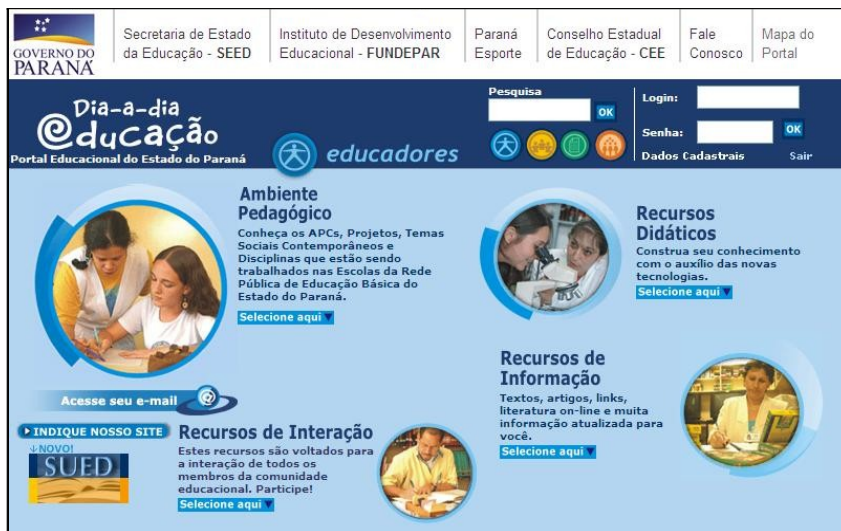 GOVERNO DO
PARANÁ
Secretaria de Estado
da Educação - SEED
Instituto de Desenvolvimento
Educacional - FUNDEPAR
Paraná
Esporte
Conselho Estadual
de Educação - CEE
Fale
Conosco
Mapa do
Portal
Dia-a-dia
@ducação
Portal Educacional do Estado do Paraná
educadores
Pesquisa
OK
Login:
Senha:
OK
Dados Cadastrais
Sair
Ambiente
Pedagógico
Conheça os APCs, Projetos, Temas
Sociais Contemporâneos e
Disciplinas que estão sendo
trabalhados nas Escolas da Rede
Pública de Educação Básica do
Estado do Paraná.
Selecione aqui
Recursos
Didáticos
Construa seu conhecimento
com o auxílio das novas
tecnologias.
Selecione aqui
Recursos de
Informação
Textos, artigos, links,
literatura on-line e muita
informação atualizada para
você.
Selecione aqui
Acesse seu e-mail @
INDIQUE NOSSO SITE
NOVO!
SUED
Recursos de Interação
Estes recursos são voltados para
a interação de todos os
membros da comunidade
educacional. Participe!
Selecione aqui